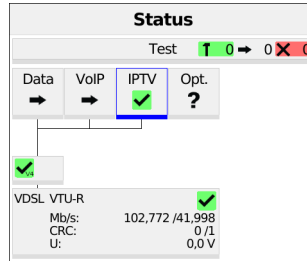 Status
Test 0 0 0
Data VoIP IPTV Opt.
?
V4
VDSL VTU-R
Mb/s: 102,772 /41,998
CRC: 0 /1
U: 0,0 V